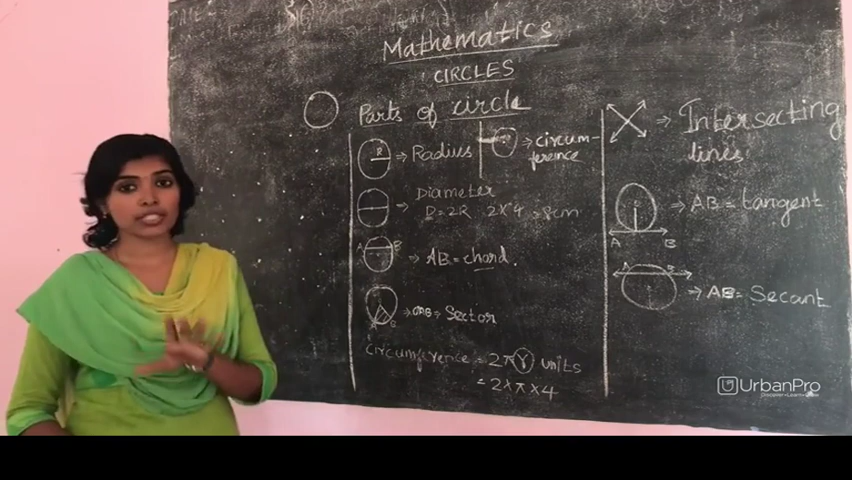 Mathematics
CIRCLES
Parts of circle
R
⇒ Radius
⇒ circum-
ference
⇒ Diameter
D=2R 2×4 = 8cm
A B
⇒ AB = chord.
⇒ Sector
Circumference = 2πr units
= 2×π×4
⇒ Intersecting
lines
→ AB = tangent
A B
A B
→ AB = Secant
UrbanPro